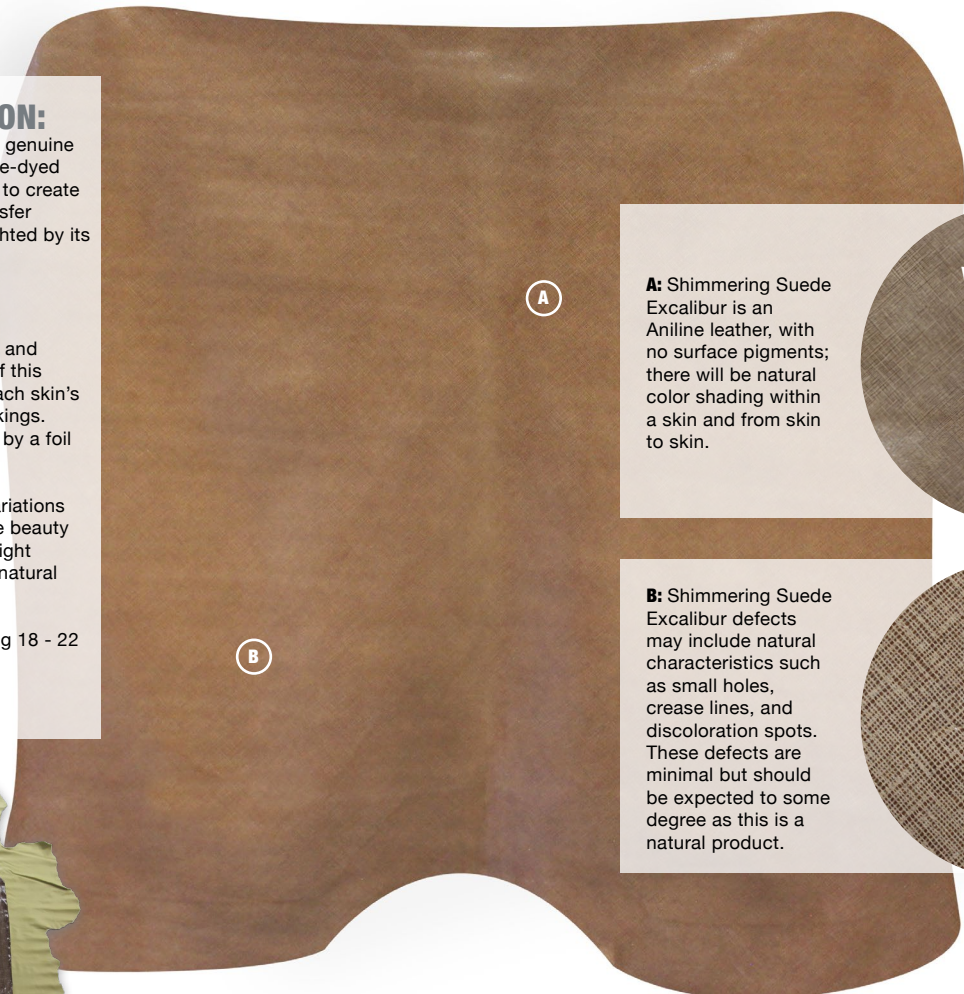 ON:
genuine
e-dyed
to create
sfer
hted by its
and
f this
ach skin's
kings.
by a foil
riations
e beauty
ight
natural
g 18 - 22
A
A: Shimmering Suede
Excalibur is an
Aniline leather, with
no surface pigments;
there will be natural
color shading within
a skin and from skin
to skin.
B
B: Shimmering Suede
Excalibur defects
may include natural
characteristics such
as small holes,
crease lines, and
discoloration spots.
These defects are
minimal but should
be expected to some
degree as this is a
natural product.